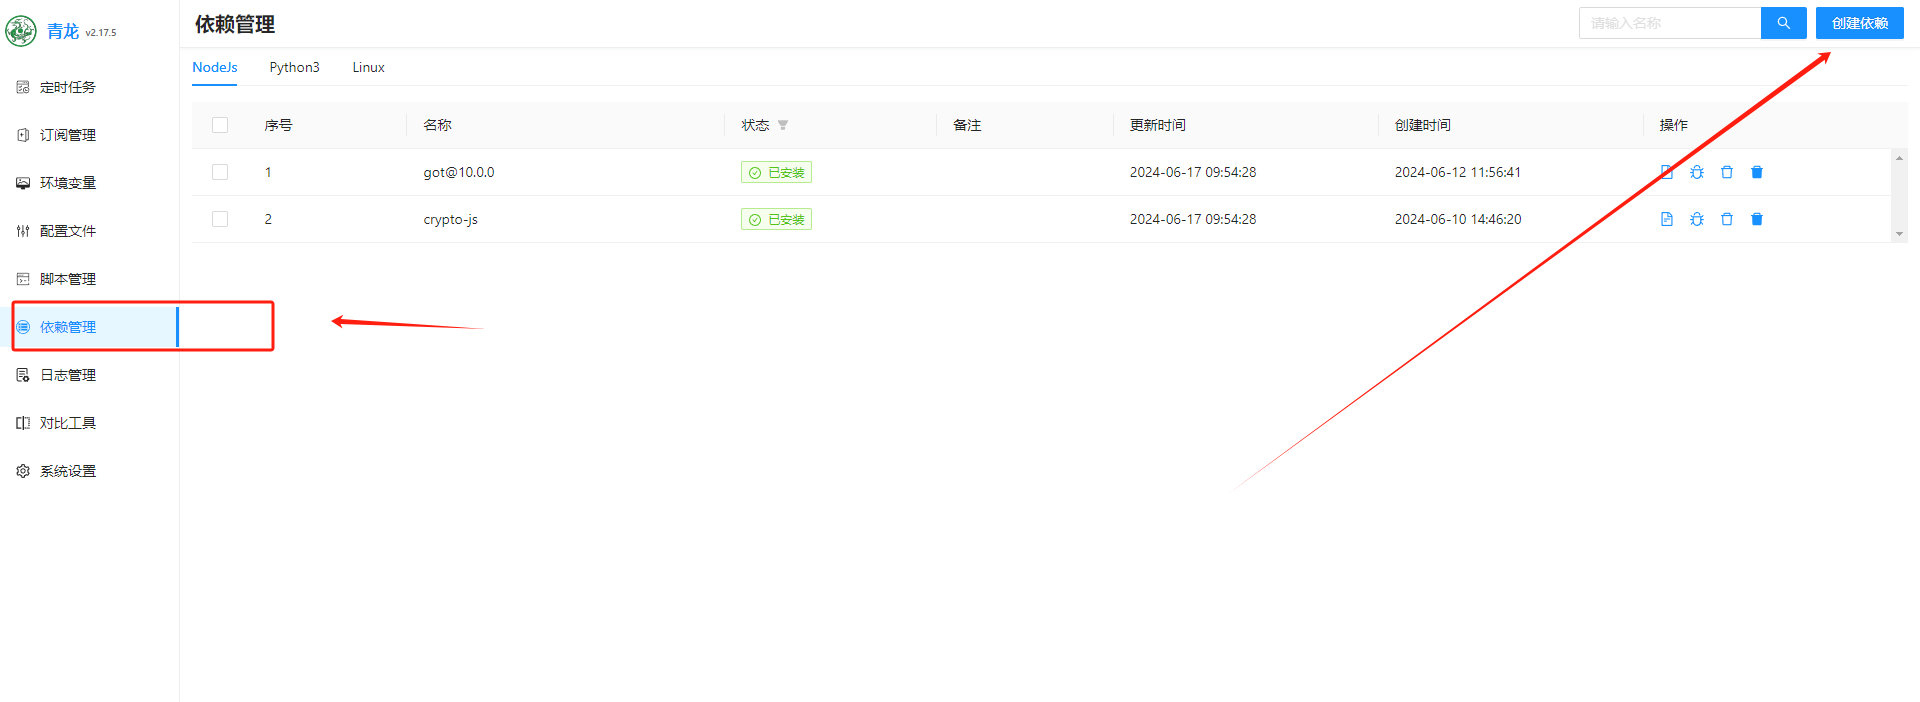 青龙 v2.17.5
依赖管理
请输入名称
创建依赖
定时任务
订阅管理
环境变量
配置文件
脚本管理
依赖管理
日志管理
对比工具
系统设置
NodeJs Python3 Linux
序号 名称 状态 备注 更新时间 创建时间 操作
1 got@10.0.0 已安装 2024-06-17 09:54:28 2024-06-12 11:56:41
2 crypto-js 已安装 2024-06-17 09:54:28 2024-06-10 14:46:20